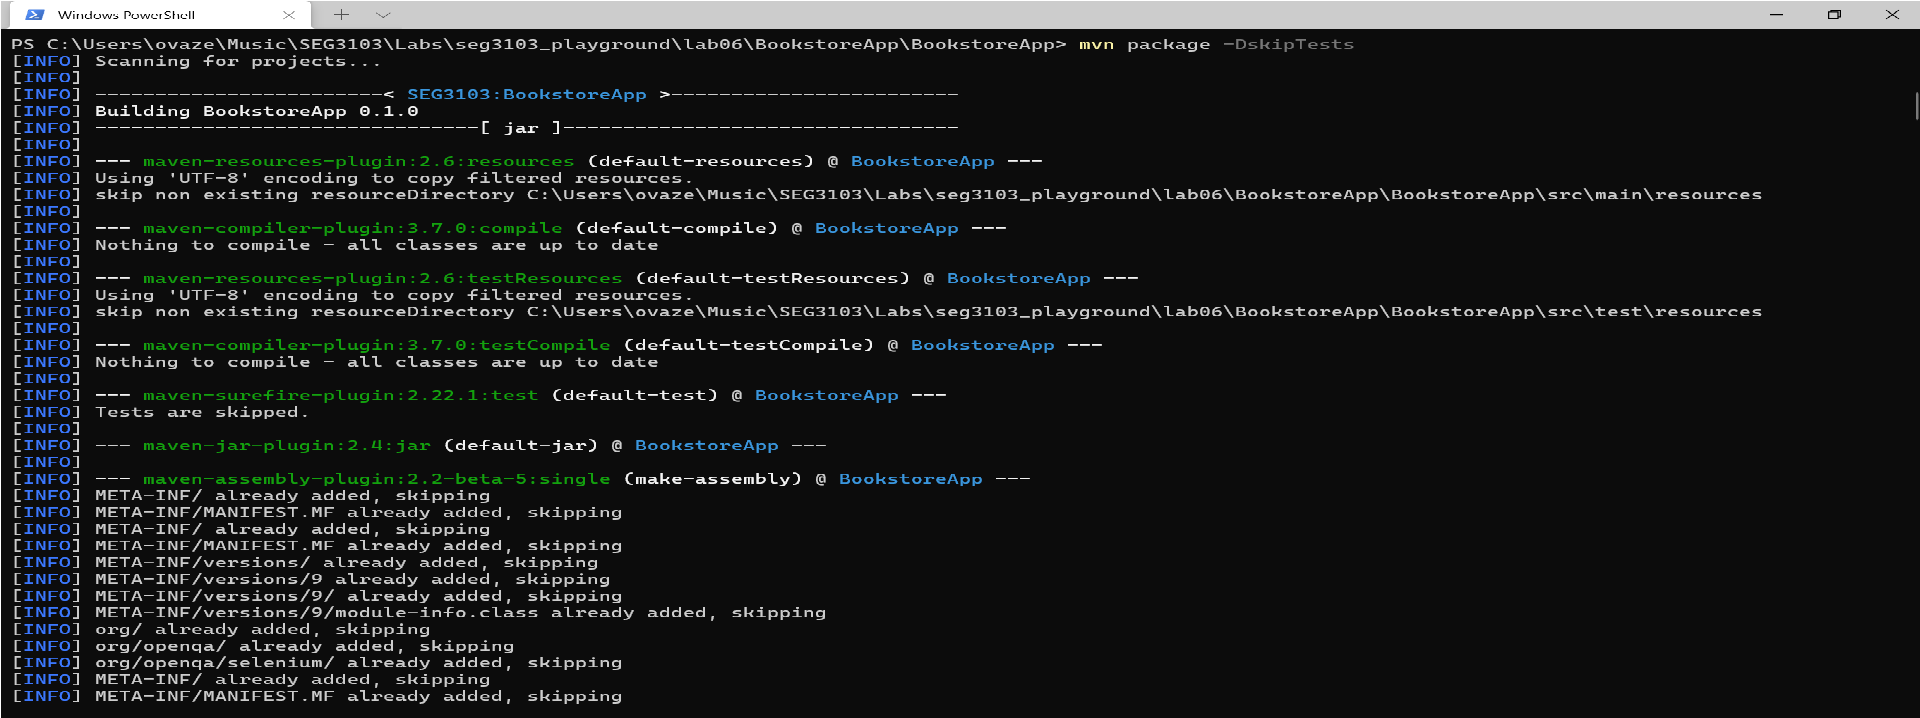 Windows PowerShell
PS C:\Users\ovaze\Music\SEG3103\Labs\seg3103_playground\lab06\BookstoreApp\BookstoreApp> mvn package -DskipTests
[INFO] Scanning for projects...
[INFO]
[INFO] ------------------------< SEG3103:BookstoreApp >------------------------
[INFO] Building BookstoreApp 0.1.0
[INFO] --------------------------------[ jar ]---------------------------------
[INFO]
[INFO] --- maven-resources-plugin:2.6:resources (default-resources) @ BookstoreApp ---
[INFO] Using 'UTF-8' encoding to copy filtered resources.
[INFO] skip non existing resourceDirectory C:\Users\ovaze\Music\SEG3103\Labs\seg3103_playground\lab06\BookstoreApp\BookstoreApp\src\main\resources
[INFO]
[INFO] --- maven-compiler-plugin:3.7.0:compile (default-compile) @ BookstoreApp ---
[INFO] Nothing to compile - all classes are up to date
[INFO]
[INFO] --- maven-resources-plugin:2.6:testResources (default-testResources) @ BookstoreApp ---
[INFO] Using 'UTF-8' encoding to copy filtered resources.
[INFO] skip non existing resourceDirectory C:\Users\ovaze\Music\SEG3103\Labs\seg3103_playground\lab06\BookstoreApp\BookstoreApp\src\test\resources
[INFO]
[INFO] --- maven-compiler-plugin:3.7.0:testCompile (default-testCompile) @ BookstoreApp ---
[INFO] Nothing to compile - all classes are up to date
[INFO]
[INFO] --- maven-surefire-plugin:2.22.1:test (default-test) @ BookstoreApp ---
[INFO] Tests are skipped.
[INFO]
[INFO] --- maven-jar-plugin:2.4:jar (default-jar) @ BookstoreApp ---
[INFO]
[INFO] --- maven-assembly-plugin:2.2-beta-5:single (make-assembly) @ BookstoreApp ---
[INFO] META-INF/ already added, skipping
[INFO] META-INF/MANIFEST.MF already added, skipping
[INFO] META-INF/ already added, skipping
[INFO] META-INF/MANIFEST.MF already added, skipping
[INFO] META-INF/versions/ already added, skipping
[INFO] META-INF/versions/9 already added, skipping
[INFO] META-INF/versions/9/ already added, skipping
[INFO] META-INF/versions/9/module-info.class already added, skipping
[INFO] org/ already added, skipping
[INFO] org/openqa/ already added, skipping
[INFO] org/openqa/selenium/ already added, skipping
[INFO] META-INF/ already added, skipping
[INFO] META-INF/MANIFEST.MF already added, skipping